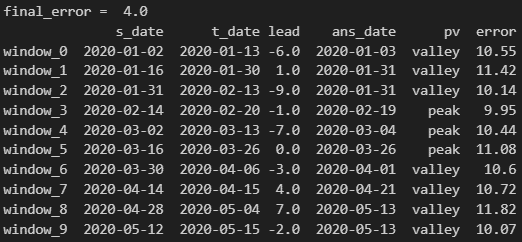 final_error =  4.0
              s_date      t_date  lead    ans_date      pv  error
window_0  2020-01-02  2020-01-13  -6.0  2020-01-03  valley  10.55
window_1  2020-01-16  2020-01-30   1.0  2020-01-31  valley  11.42
window_2  2020-01-31  2020-02-13  -9.0  2020-01-31  valley  10.14
window_3  2020-02-14  2020-02-20  -1.0  2020-02-19    peak   9.95
window_4  2020-03-02  2020-03-13  -7.0  2020-03-04    peak  10.44
window_5  2020-03-16  2020-03-26   0.0  2020-03-26    peak  11.08
window_6  2020-03-30  2020-04-06  -3.0  2020-04-01  valley   10.6
window_7  2020-04-14  2020-04-15   4.0  2020-04-21  valley  10.72
window_8  2020-04-28  2020-05-04   7.0  2020-05-13  valley  11.82
window_9  2020-05-12  2020-05-15  -2.0  2020-05-13  valley  10.07